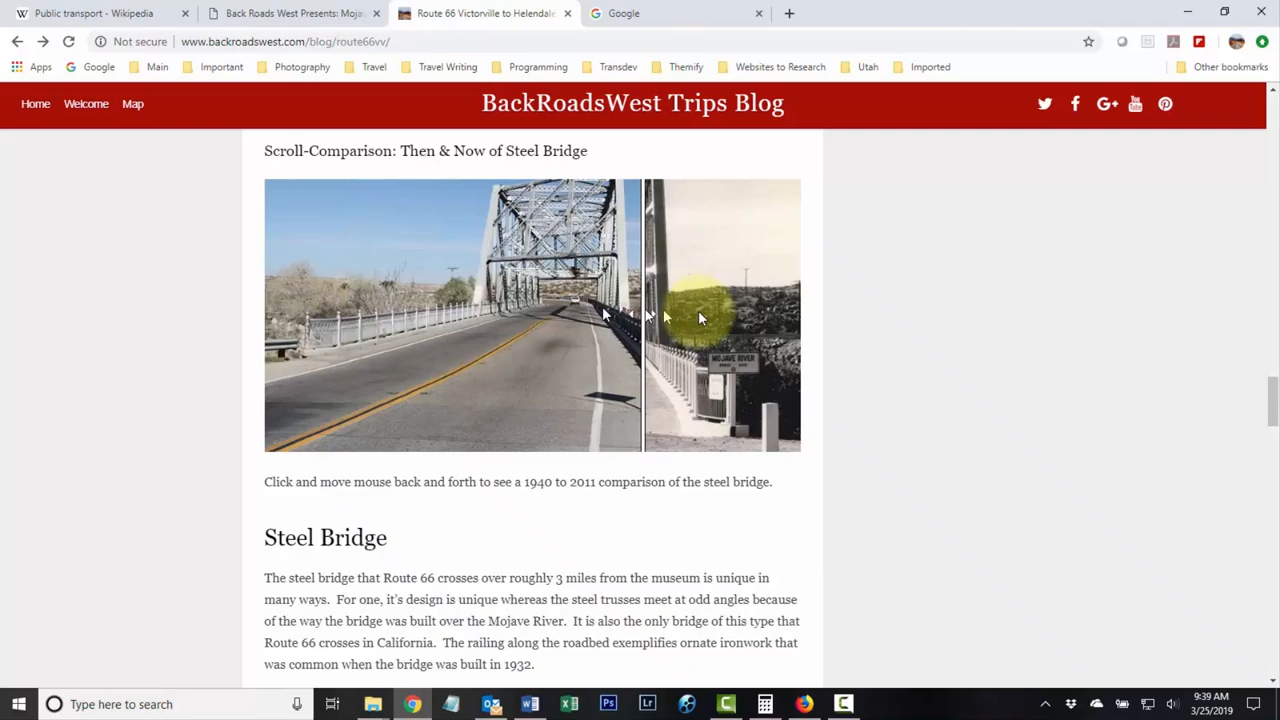 Public transport - Wikipedia
Back Roads West Presents: Moja
Route 66 Victorville to Helendale
Google
Not secure
www.backroadswest.com/blog/route66vv/
Apps
Google
Main
Important
Photography
Travel
Travel Writing
Programming
Transdev
Themify
Websites to Research
Utah
Imported
Other bookmarks
Home
Welcome
Map
BackRoadsWest Trips Blog
Scroll-Comparison: Then & Now of Steel Bridge
MOJAVE RIVER
Click and move mouse back and forth to see a 1940 to 2011 comparison of the steel bridge.
Steel Bridge
The steel bridge that Route 66 crosses over roughly 3 miles from the museum is unique in
many ways. For one, it's design is unique whereas the steel trusses meet at odd angles because
of the way the bridge was built over the Mojave River. It is also the only bridge of this type that
Route 66 crosses in California. The railing along the roadbed exemplifies ornate ironwork that
was common when the bridge was built in 1932.
Type here to search
9:39 AM
3/25/2019